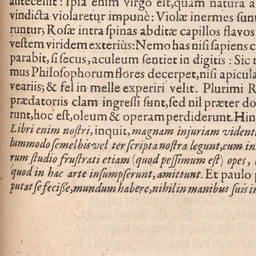 antecellit: Ipsa enim virgo est, quam natura a
vindicta violaretur impunè: Violæ inermes sunt
runtur; Rosæ intra spinas abditæ capillos flavos
vestem viridem exteriùs: Nemo has nisi sapiens c
parabit, si secus, aculeum sentiet in digitis: Sic t
mus Philosophorum flores decerpet, nisi apicula
veariis; & fel in melle experiri velit. Plurimi R
prædatoriis clam ingressi sunt, sed nil præter do
runt, hoc est, oleum & operam perdiderunt. Hin
Libri enim nostri, inquit, magnam injuriam vident
tummodo semel bis-vel ter scripta nostra legunt, cum in
rum studio frustrati etiam (quod pessimum est) opes, l
quod in hac arte insumpserunt, amittunt. Et paulo p
putat se fecisse, mundum habere, nihil in manibus suis in